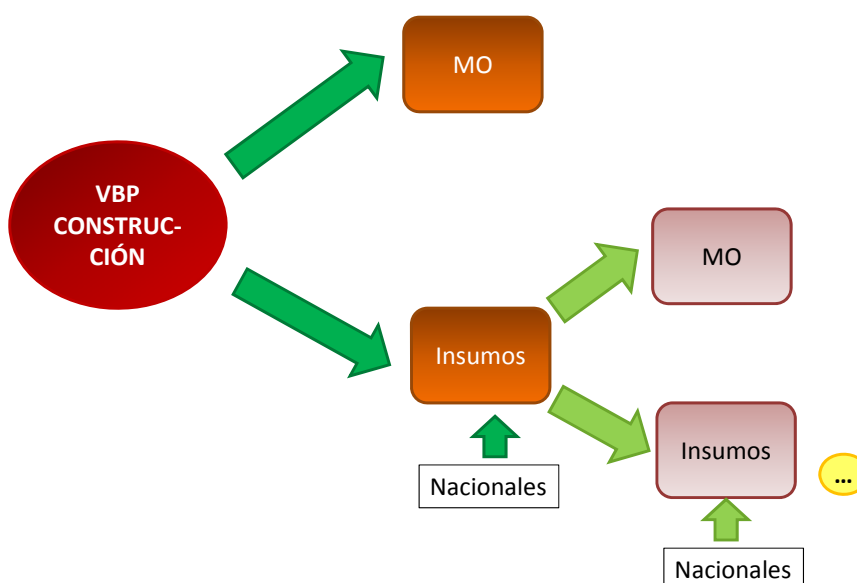 MO
VBP
CONSTRUC-
CIÓN
MO
Insumos
Insumos
...
Nacionales
Nacionales